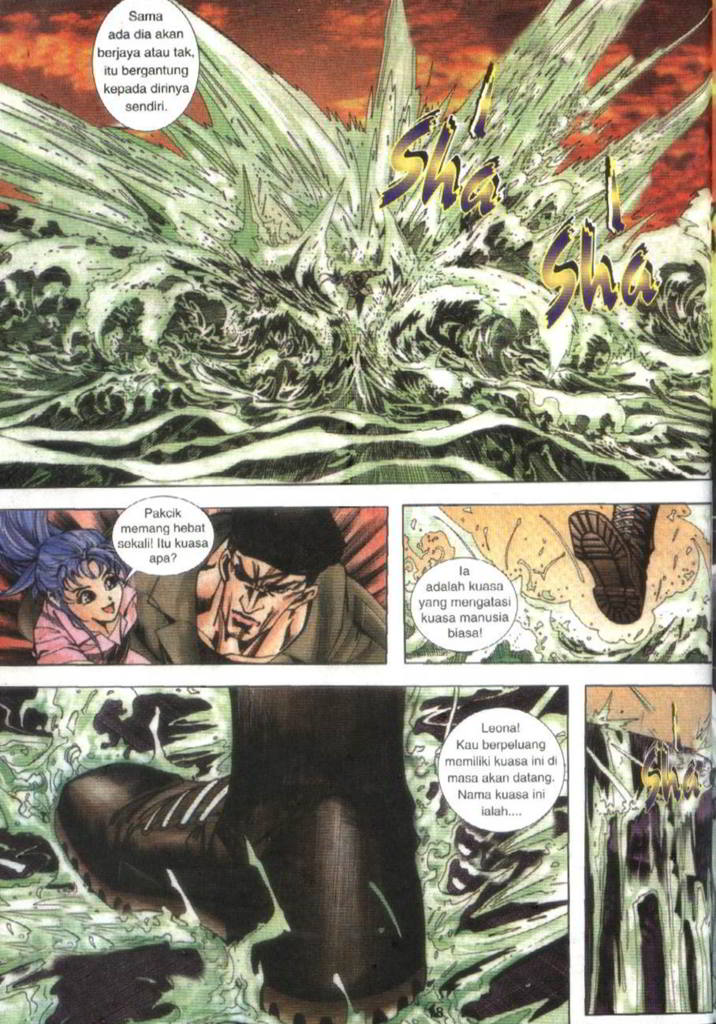 Sama
ada dia akan
berjaya atau tak,
itu bergantung
kepada dirinya
sendiri.
Sha
Sha
Pakcik
memang hebat
sekali! Itu kuasa
apa?
Ia
adalah kuasa
yang mengatasi
kuasa manusia
biasa!
Leona!
Kau berpeluang
memiliki kuasa ini di
masa akan datang.
Nama kuasa ini
ialah....
Sha